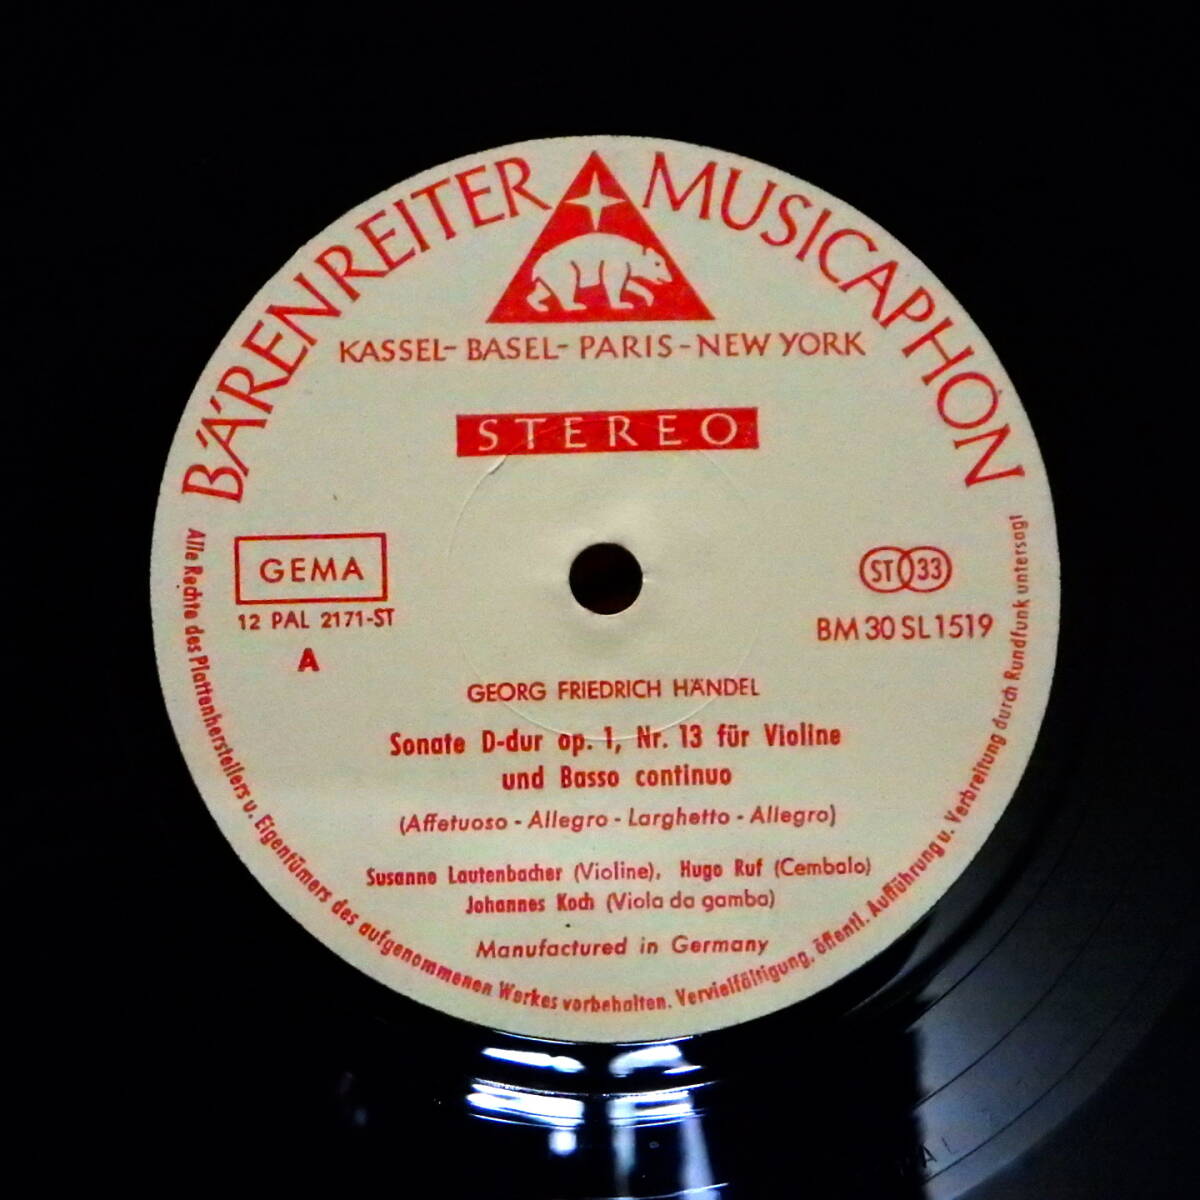 BÄRENREITER MUSICAPHON
KASSEL- BASEL- PARIS - NEW YORK
STEREO
GEMA
12 PAL 2171-ST
A
ST 33
BM 30 SL 1519
GEORG FRIEDRICH HÄNDEL
Sonate D-dur op. 1, Nr. 13 für Violine
und Basso continuo
(Affetuoso - Allegro - Larghetto - Allegro)
Susanne Lautenbacher (Violine), Hugo Ruf (Cembalo)
Johannes Koch (Viola da gamba)
Manufactured in Germany
Alle Rechte des Plattenherstellers u. Eigentümers des aufgenommenen Werkes vorbehalten. Vervielfältigung, öffentl. Aufführung u. Verbreitung durch Rundfunk untersagt